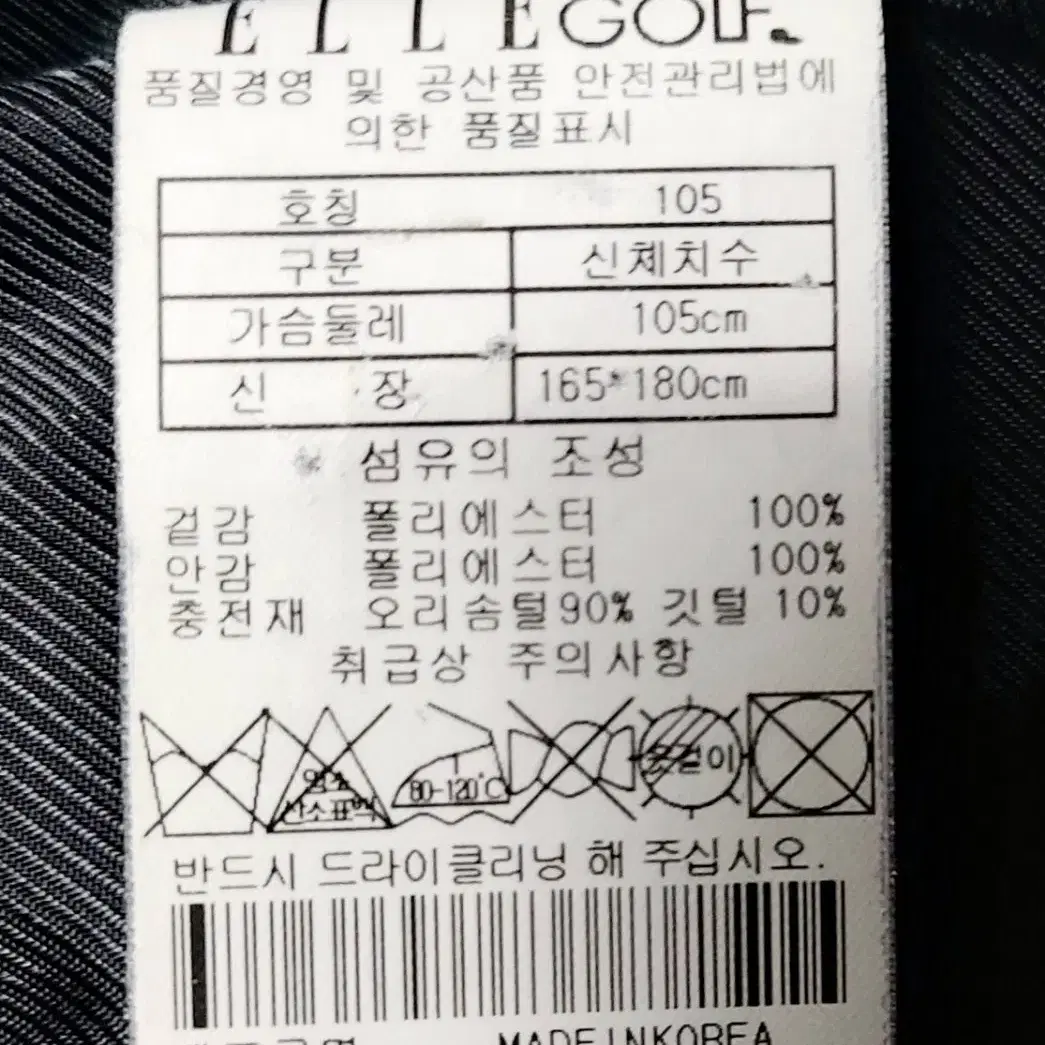 ELLE GOLF.
품질경영 및 공산품 안전관리법에
의한 품질표시
호칭 105
구분 신체치수
가슴둘레 105cm
신 장 165*180cm
섬유의 조성
겉감 폴리에스터 100%
안감 폴리에스터 100%
충전재 오리솜털90% 깃털 10%
취급상 주의사항
염소 산소표백 80-120℃ 옷걸이
반드시 드라이클리닝 해 주십시오.
MADE IN KOREA